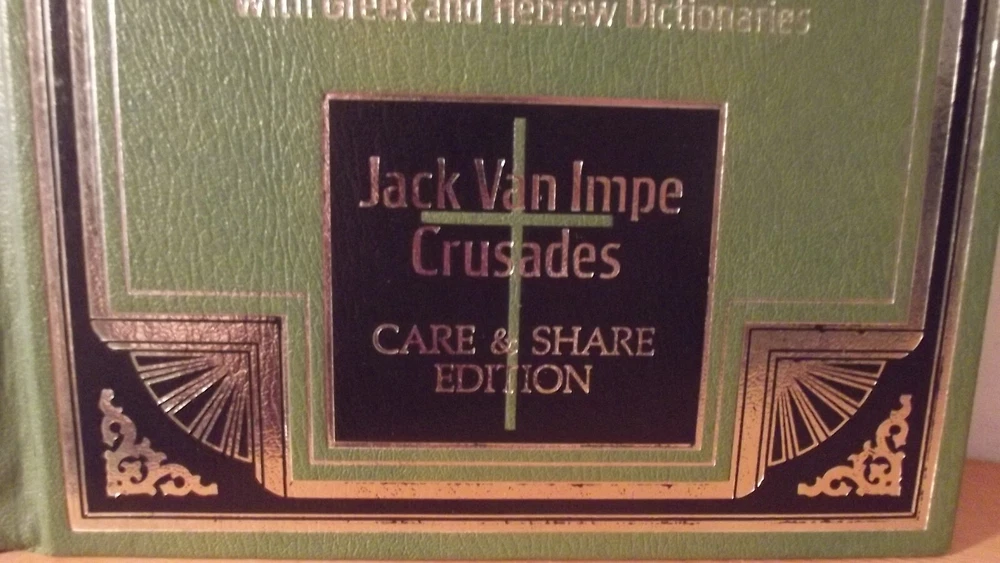 With Greek and Hebrew Dictionaries
Jack Van Impe
Crusades
CARE & SHARE
EDITION